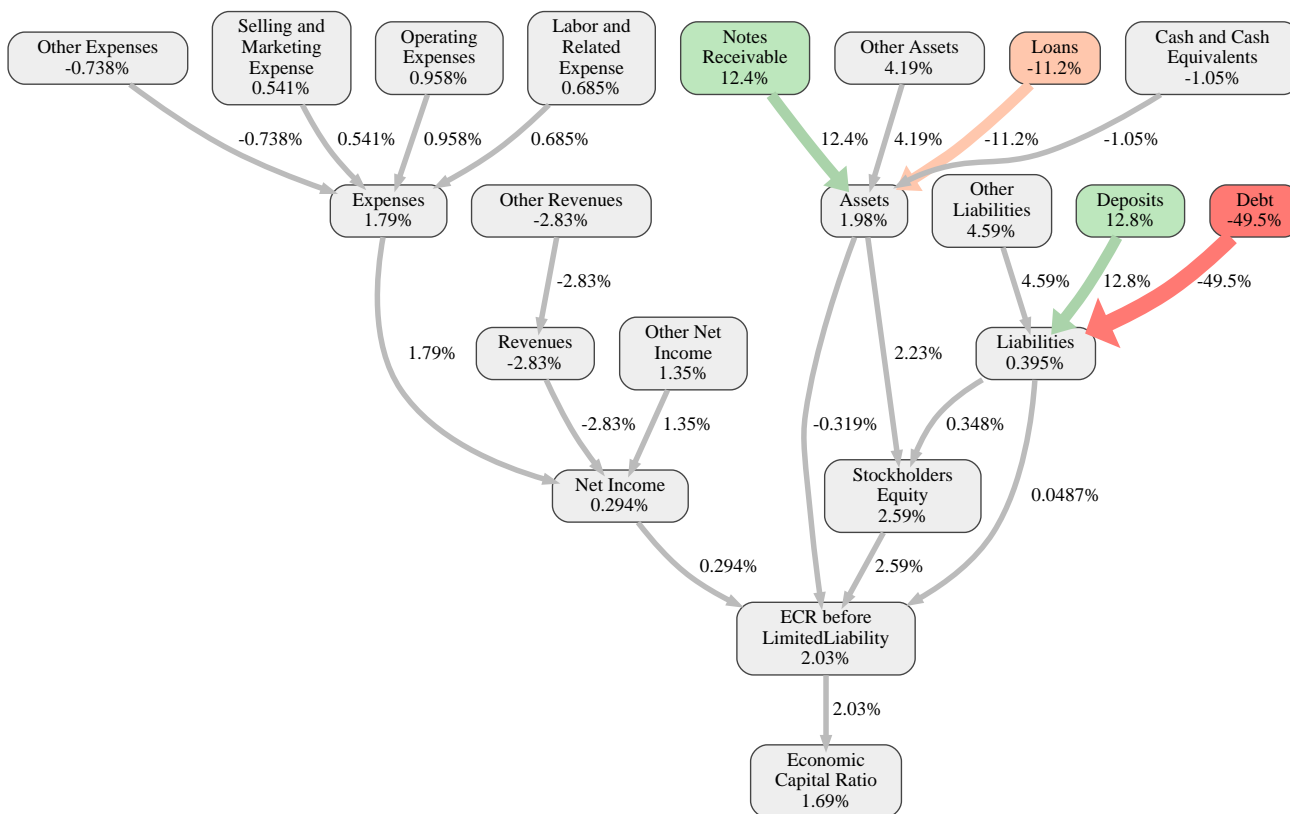 Other Expenses
-0.738%
Selling and
Marketing
Expense
0.541%
Operating
Expenses
0.958%
Labor and
Related
Expense
0.685%
Notes
Receivable
12.4%
Other Assets
4.19%
Loans
-11.2%
Cash and Cash
Equivalents
-1.05%
-0.738%
0.541%
0.958%
0.685%
12.4%
4.19%
-11.2%
-1.05%
Expenses
1.79%
Other Revenues
-2.83%
Assets
1.98%
Other
Liabilities
4.59%
Deposits
12.8%
Debt
-49.5%
-2.83%
4.59%
12.8%
-49.5%
Revenues
-2.83%
Other Net
Income
1.35%
Liabilities
0.395%
1.79%
2.23%
-2.83%
1.35%
-0.319%
0.348%
Net Income
0.294%
Stockholders
Equity
2.59%
0.0487%
0.294%
2.59%
ECR before
LimitedLiability
2.03%
2.03%
Economic
Capital Ratio
1.69%